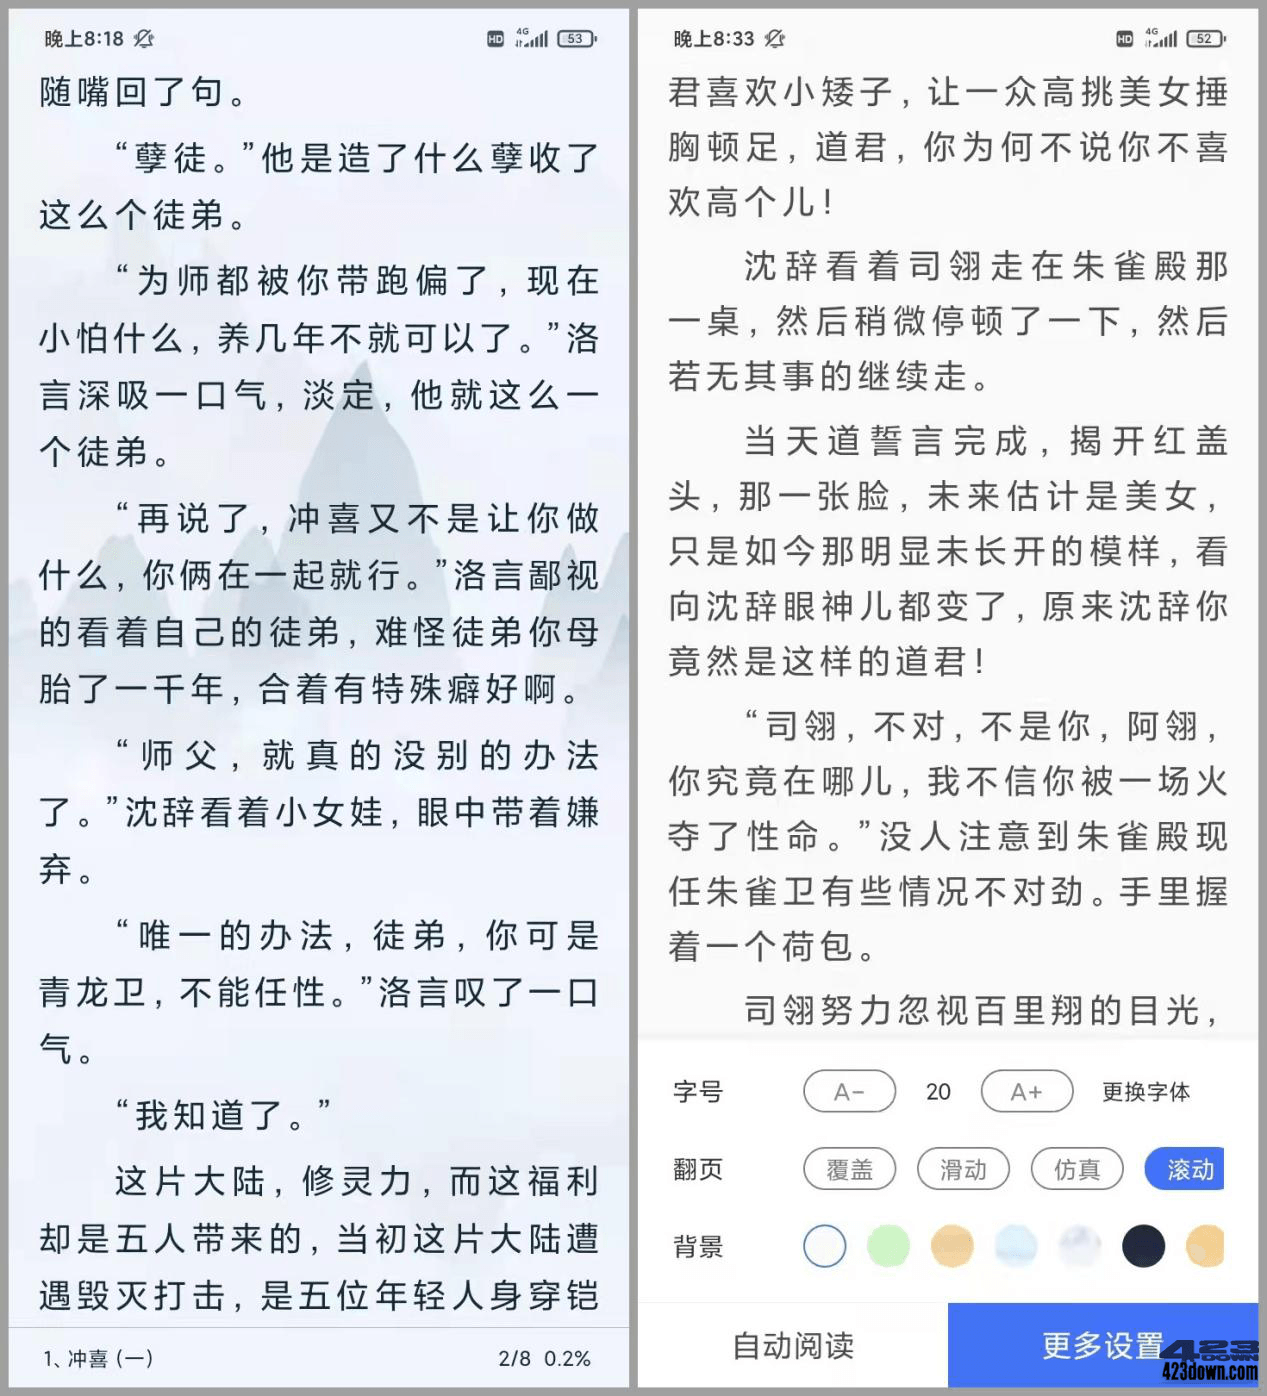 晚上8:18
HD 4G 53
随嘴回了句。
“孽徒。”他是造了什么孽收了
这么个徒弟。
“为师都被你带跑偏了，现在
小怕什么，养几年不就可以了。”洛
言深吸一口气，淡定，他就这么一
个徒弟。
“再说了，冲喜又不是让你做
什么，你俩在一起就行。”洛言鄙视
的看着自己的徒弟，难怪徒弟你母
胎了一千年，合着有特殊癖好啊。
“师父，就真的没别的办法
了。”沈辞看着小女娃，眼中带着嫌
弃。
“唯一的办法，徒弟，你可是
青龙卫，不能任性。”洛言叹了一口
气。
“我知道了。”
这片大陆，修灵力，而这福利
却是五人带来的，当初这片大陆遭
遇毁灭打击，是五位年轻人身穿铠
1、冲喜（一）
2/8 0.2%
晚上8:33
HD 4G 52
君喜欢小矮子，让一众高挑美女捶
胸顿足，道君，你为何不说你不喜
欢高个儿！
沈辞看着司翎走在朱雀殿那
一桌，然后稍微停顿了一下，然后
若无其事的继续走。
当天道誓言完成，揭开红盖
头，那一张脸，未来估计是美女，
只是如今那明显未长开的模样，看
向沈辞眼神儿都变了，原来沈辞你
竟然是这样的道君！
“司翎，不对，不是你，阿翎，
你究竟在哪儿，我不信你被一场火
夺了性命。”没人注意到朱雀殿现
任朱雀卫有些情况不对劲。手里握
着一个荷包。
司翎努力忽视百里翔的目光，
字号 A- 20 A+ 更换字体
翻页 覆盖 滑动 仿真 滚动
背景
自动阅读 更多设置
423
DOWN
423down.com